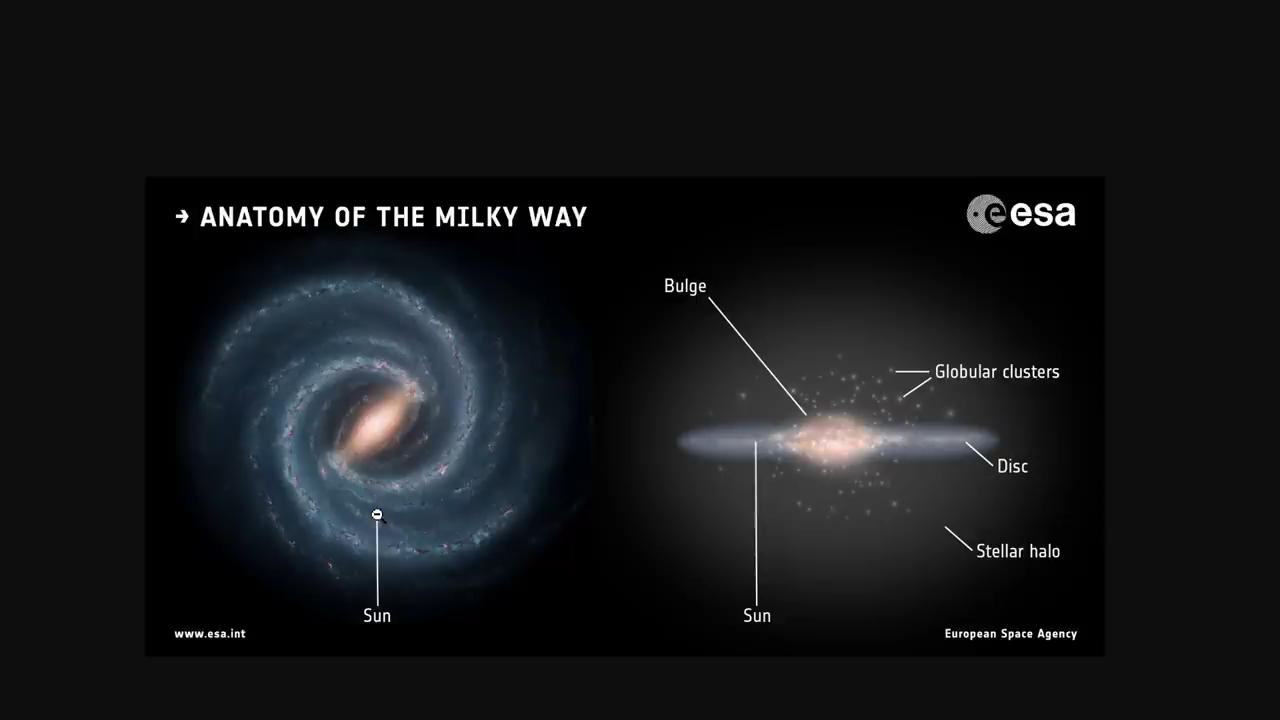 → ANATOMY OF THE MILKY WAY
esa
Bulge
Globular clusters
Disc
Stellar halo
Sun
Sun
www.esa.int
European Space Agency